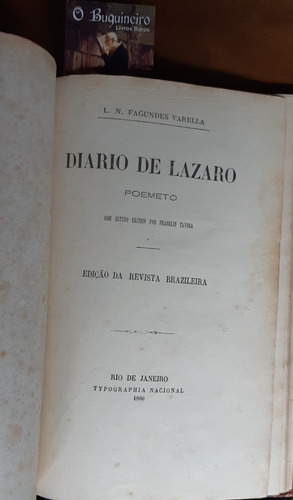 O Buquineiro
Livros Raros
L. N. FAGUNDES VARELLA
DIARIO DE LAZARO
POEMETO
COM ESTUDO CRITICO POR FRANKLIN TAVORA
EDIÇÃO DA REVISTA BRAZILEIRA
RIO DE JANEIRO
TYPOGRAPHIA NACIONAL
1880